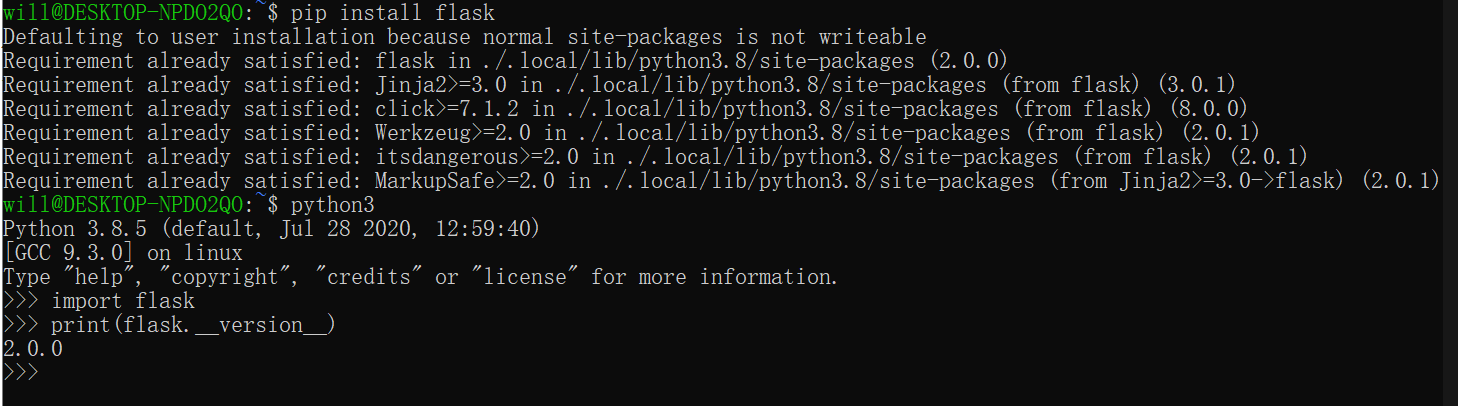 will@DESKTOP-NPDO2QO:~$ pip install flask
Defaulting to user installation because normal site-packages is not writeable
Requirement already satisfied: flask in ./.local/lib/python3.8/site-packages (2.0.0)
Requirement already satisfied: Jinja2>=3.0 in ./.local/lib/python3.8/site-packages (from flask) (3.0.1)
Requirement already satisfied: click>=7.1.2 in ./.local/lib/python3.8/site-packages (from flask) (8.0.0)
Requirement already satisfied: Werkzeug>=2.0 in ./.local/lib/python3.8/site-packages (from flask) (2.0.1)
Requirement already satisfied: itsdangerous>=2.0 in ./.local/lib/python3.8/site-packages (from flask) (2.0.1)
Requirement already satisfied: MarkupSafe>=2.0 in ./.local/lib/python3.8/site-packages (from Jinja2>=3.0->flask) (2.0.1)
will@DESKTOP-NPDO2QO:~$ python3
Python 3.8.5 (default, Jul 28 2020, 12:59:40)
[GCC 9.3.0] on linux
Type "help", "copyright", "credits" or "license" for more information.
>>> import flask
>>> print(flask.__version__)
2.0.0
>>>